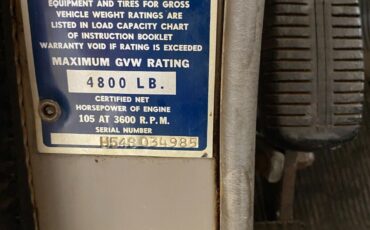 EQUIPMENT AND TIRES FOR GROSS
VEHICLE WEIGHT RATINGS ARE
LISTED IN LOAD CAPACITY CHART
OF INSTRUCTION BOOKLET
WARRANTY VOID IF RATING IS EXCEEDED
MAXIMUM GVW RATING
4800 LB.
CERTIFIED NET
HORSEPOWER OF ENGINE
105 AT 3600 R.P.M.
SERIAL NUMBER